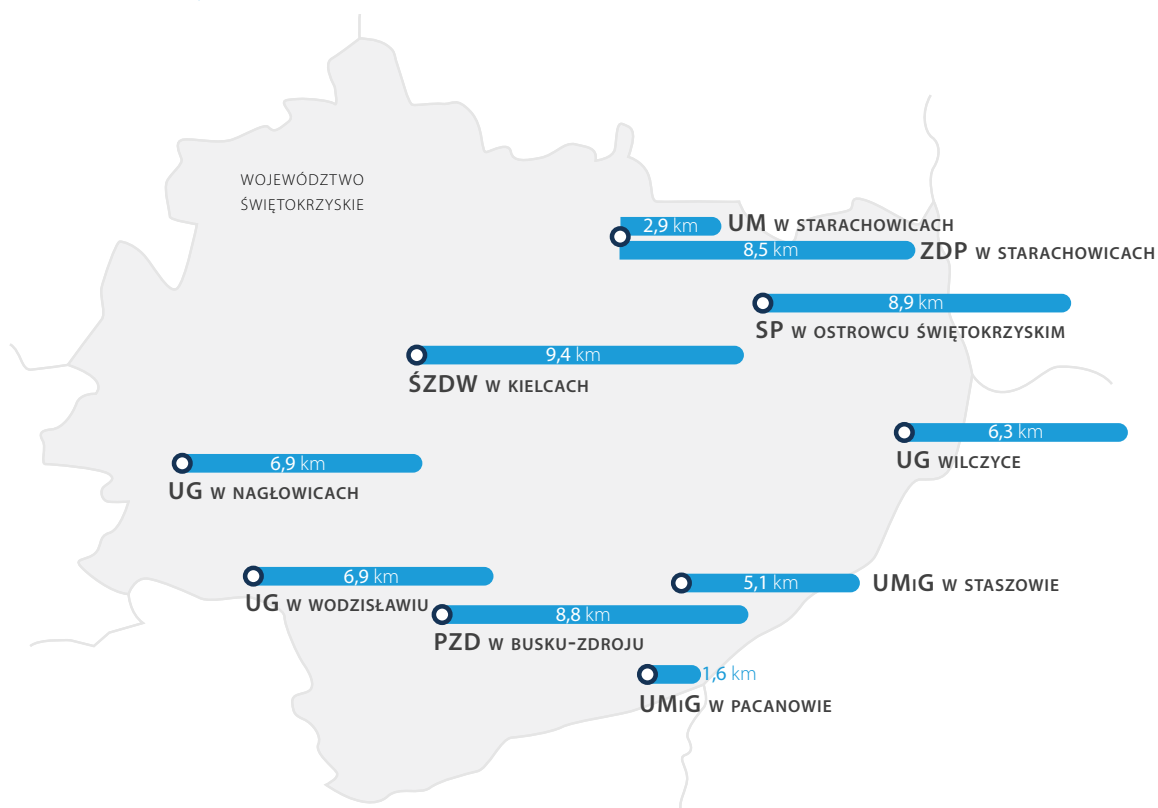 WOJEWÓDZTWO
ŚWIĘTOKRZYSKIE
2,9 km UM W STARACHOWICACH
8,5 km ZDP W STARACHOWICACH
8,9 km
SP W OSTROWCU ŚWIĘTOKRZYSKIM
9,4 km
ŚZDW W KIELCACH
6,3 km
UG WILCZYCE
6,9 km
UG W NAGŁOWICACH
6,9 km
UG W WODZISŁAWIU
5,1 km UMiG W STASZOWIE
8,8 km
PZD W BUSKU-ZDROJU
1,6 km
UMiG W PACANOWIE